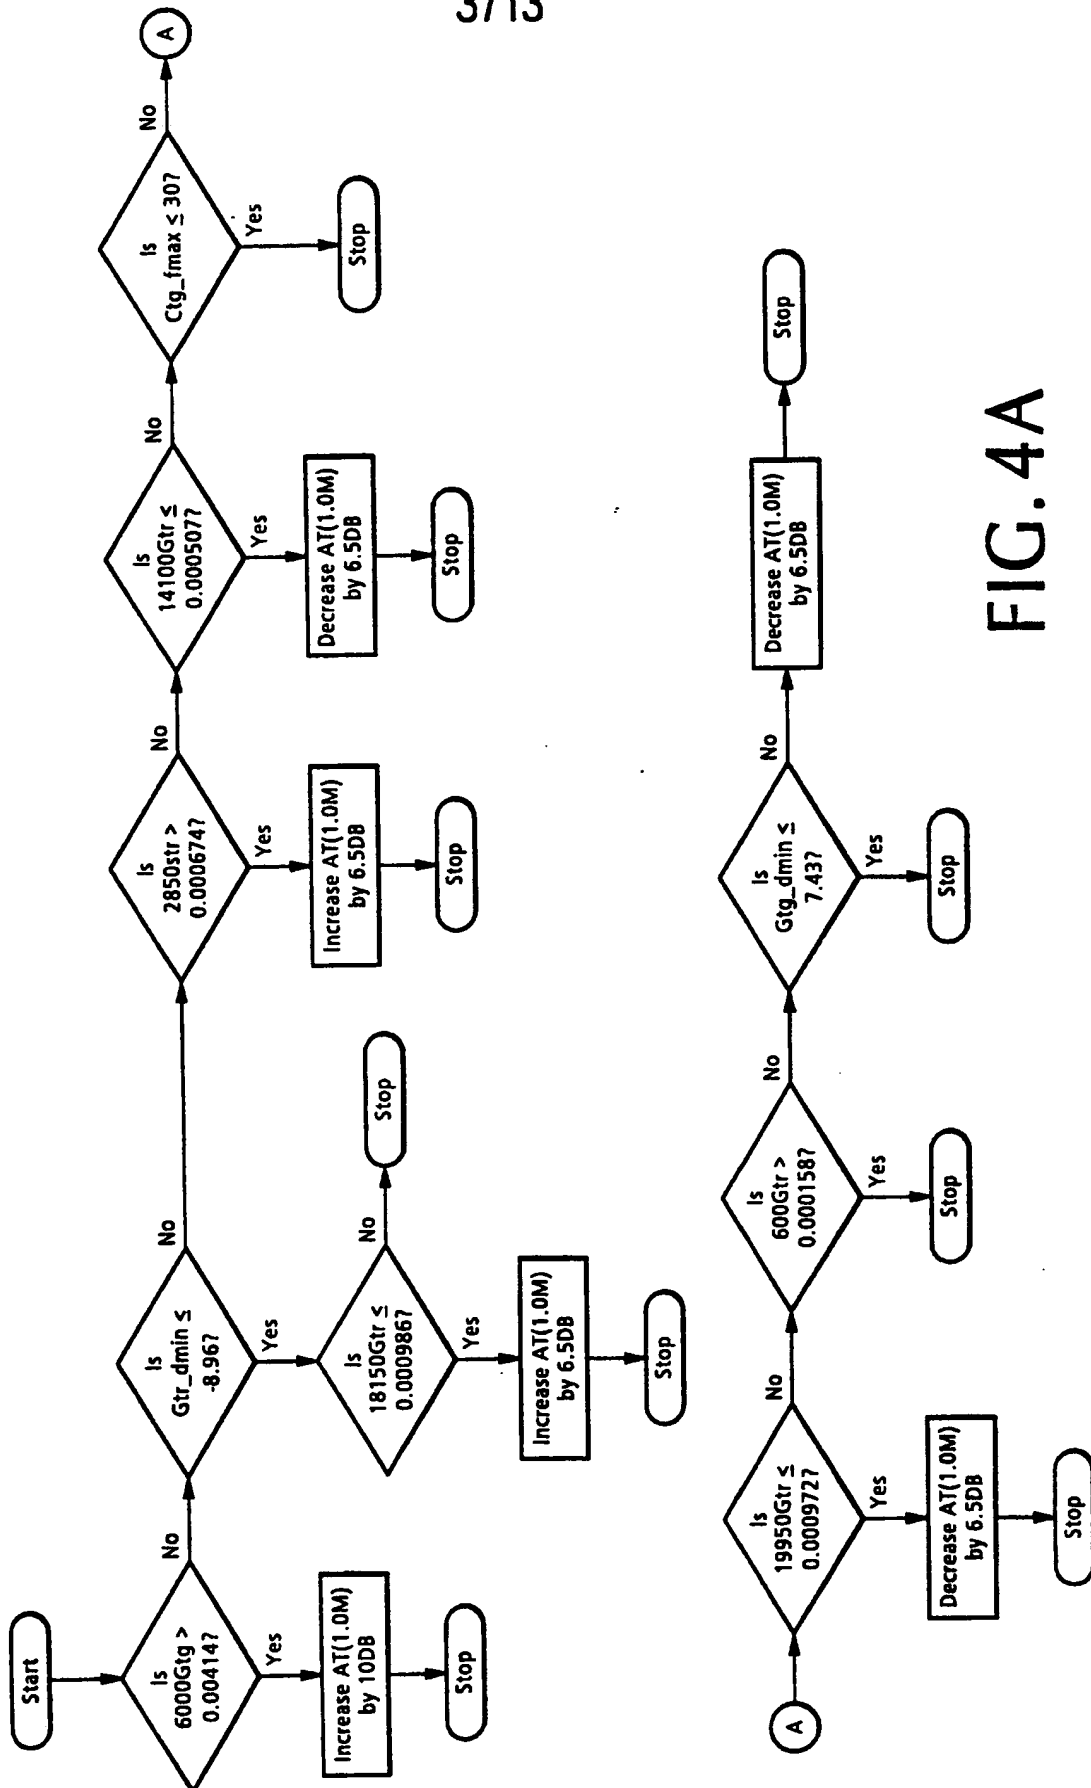 3/13
Start
Is
6000Gtg >
0.00414?
Yes
No
Increase AT(1.0M)
by 10DB
Stop
Is
Gtr_dmin ≤
-8.96?
Yes
No
Is
18150Gtr ≤
0.000986?
No
Stop
Yes
Increase AT(1.0M)
by 6.5DB
Stop
Is
2850str >
0.000674?
Yes
No
Increase AT(1.0M)
by 6.5DB
Stop
Is
14100Gtr ≤
0.000507?
Yes
No
Decrease AT(1.0M)
by 6.5DB
Stop
Is
Ctg_fmax ≤ 30?
Yes
No
Stop
A
A
Is
19950Gtr ≤
0.000972?
Yes
No
Decrease AT(1.0M)
by 6.5DB
Stop
Is
600Gtr >
0.000158?
Yes
No
Stop
Is
Gtg_dmin ≤
7.43?
Yes
No
Stop
Decrease AT(1.0M)
by 6.5DB
Stop
FIG. 4A